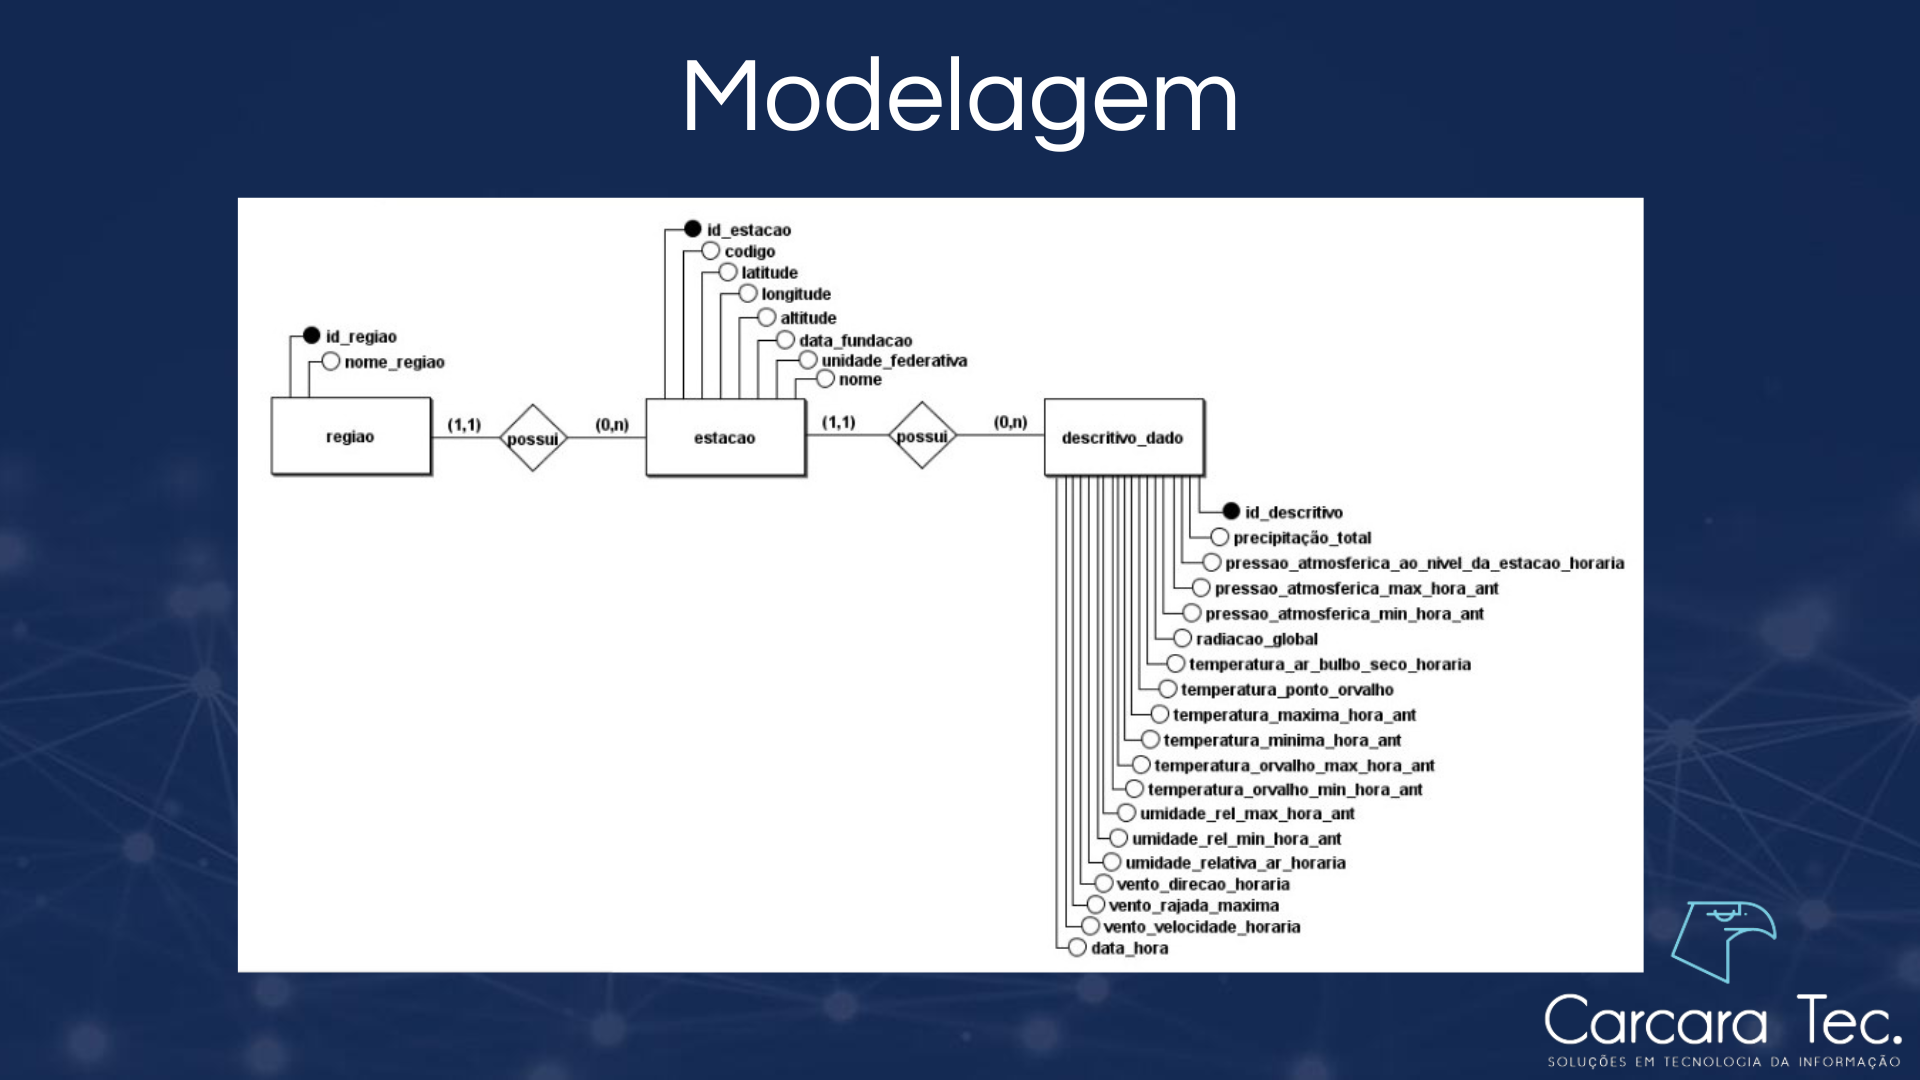 Modelagem
id_estacao
codigo
latitude
longitude
altitude
data_fundacao
unidade_federativa
nome
id_regiao
nome_regiao
regiao
(1,1)
possui
(0,n)
estacao
(1,1)
possui
(0,n)
descritivo_dado
id_descritivo
precipitação_total
pressao_atmosferica_ao_nivel_da_estacao_horaria
pressao_atmosferica_max_hora_ant
pressao_atmosferica_min_hora_ant
radiacao_global
temperatura_ar_bulbo_seco_horaria
temperatura_ponto_orvalho
temperatura_maxima_hora_ant
temperatura_minima_hora_ant
temperatura_orvalho_max_hora_ant
temperatura_orvalho_min_hora_ant
umidade_rel_max_hora_ant
umidade_rel_min_hora_ant
umidade_relativa_ar_horaria
vento_direcao_horaria
vento_rajada_maxima
vento_velocidade_horaria
data_hora
Carcara Tec.
SOLUÇÕES EM TECNOLOGIA DA INFORMAÇÃO